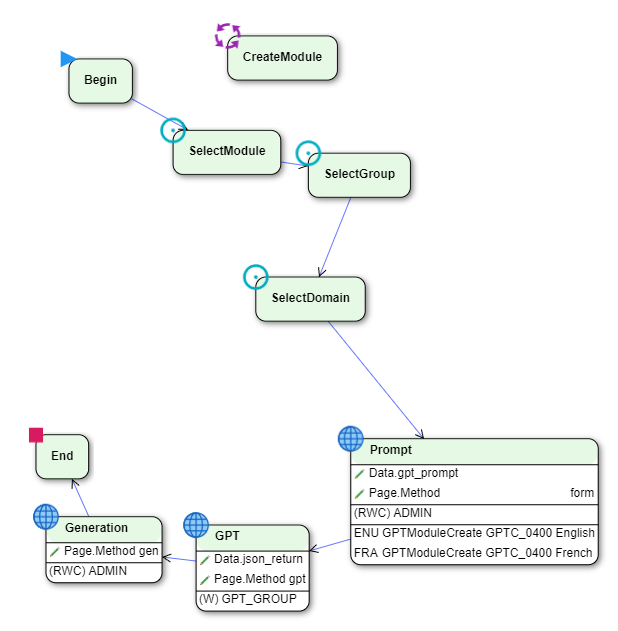 CreateModule
Begin
SelectModule
SelectGroup
SelectDomain
Prompt
Data.gpt_prompt
Page.Method form
(RWC) ADMIN
ENU GPTModuleCreate GPTC_0400 English
FRA GPTModuleCreate GPTC_0400 French
End
Generation
Page.Method gen
(RWC) ADMIN
GPT
Data.json_return
Page.Method gpt
(W) GPT_GROUP